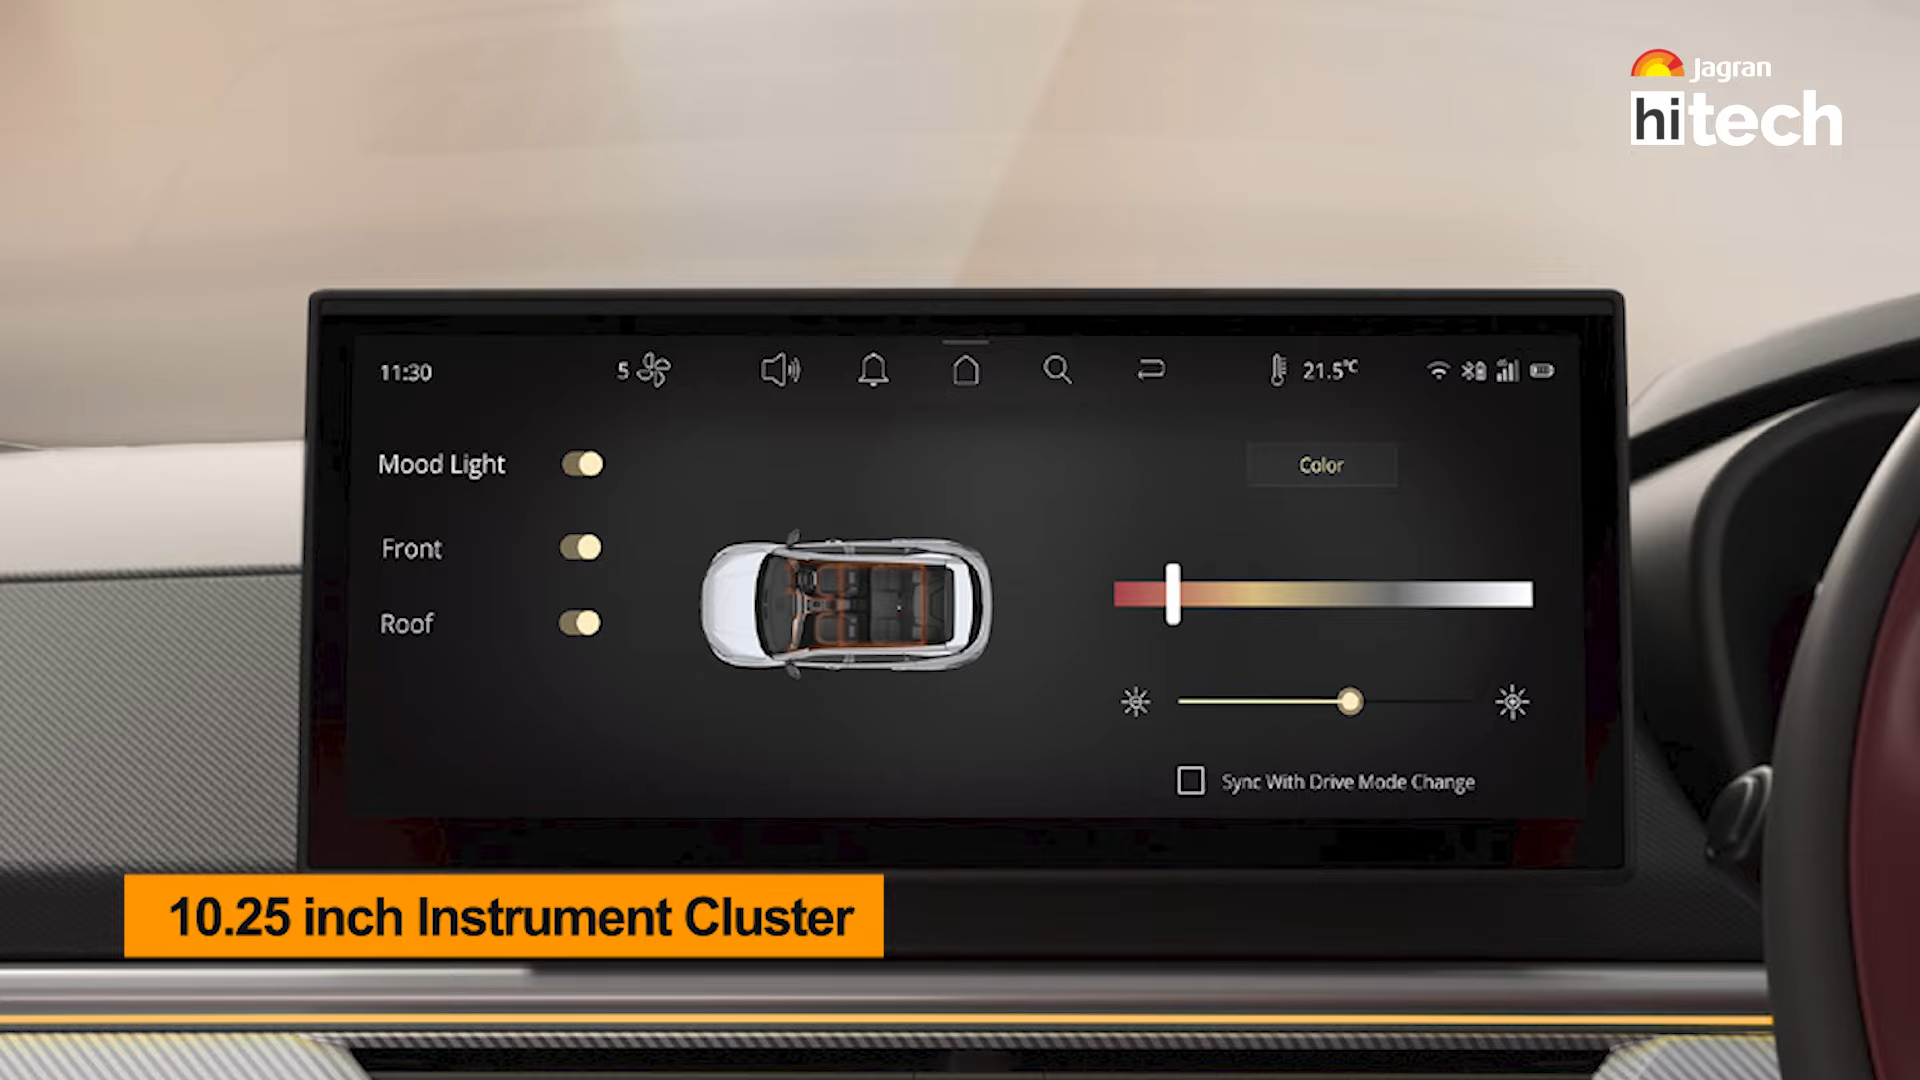 Jagran
hitech
11:30
5
21.5°C
Mood Light
Color
Front
Roof
Sync With Drive Mode Change
10.25 inch Instrument Cluster